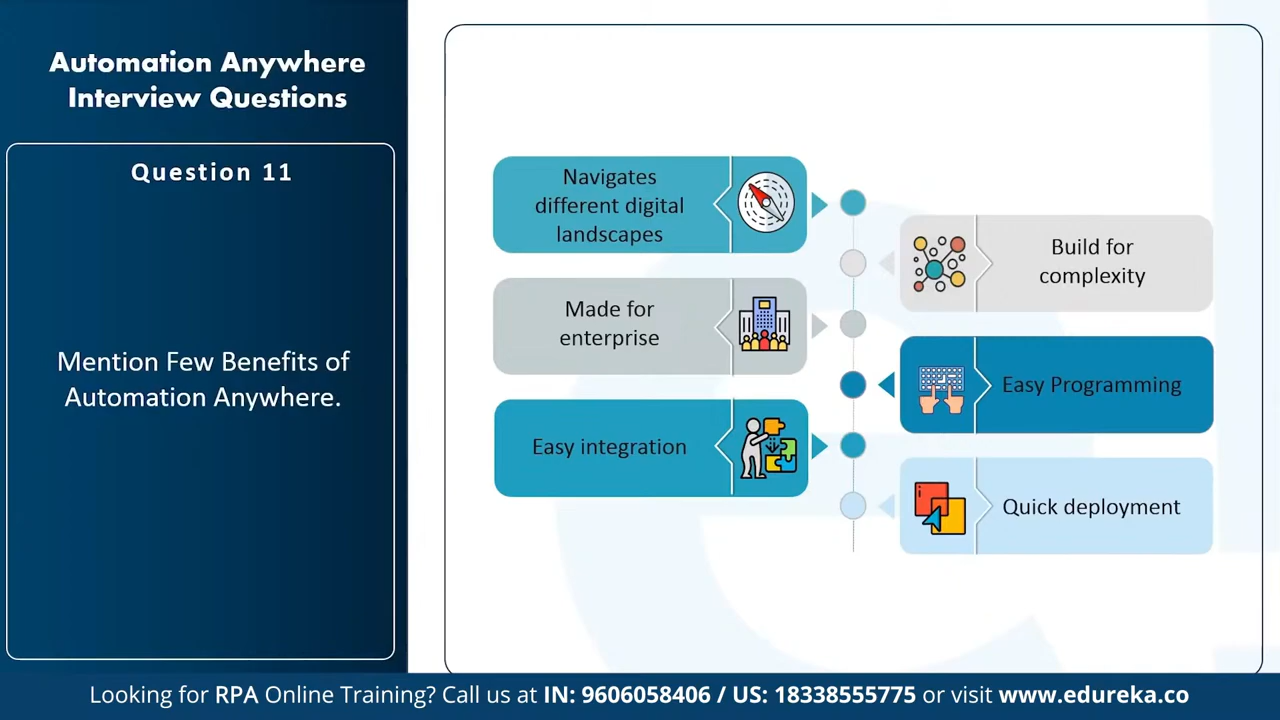 Automation Anywhere
Interview Questions
Question 11
Mention Few Benefits of
Automation Anywhere.
Navigates
different digital
landscapes
Build for
complexity
Made for
enterprise
Easy Programming
Easy integration
Quick deployment
Looking for RPA Online Training? Call us at IN: 9606058406 / US: 18338555775 or visit www.edureka.co